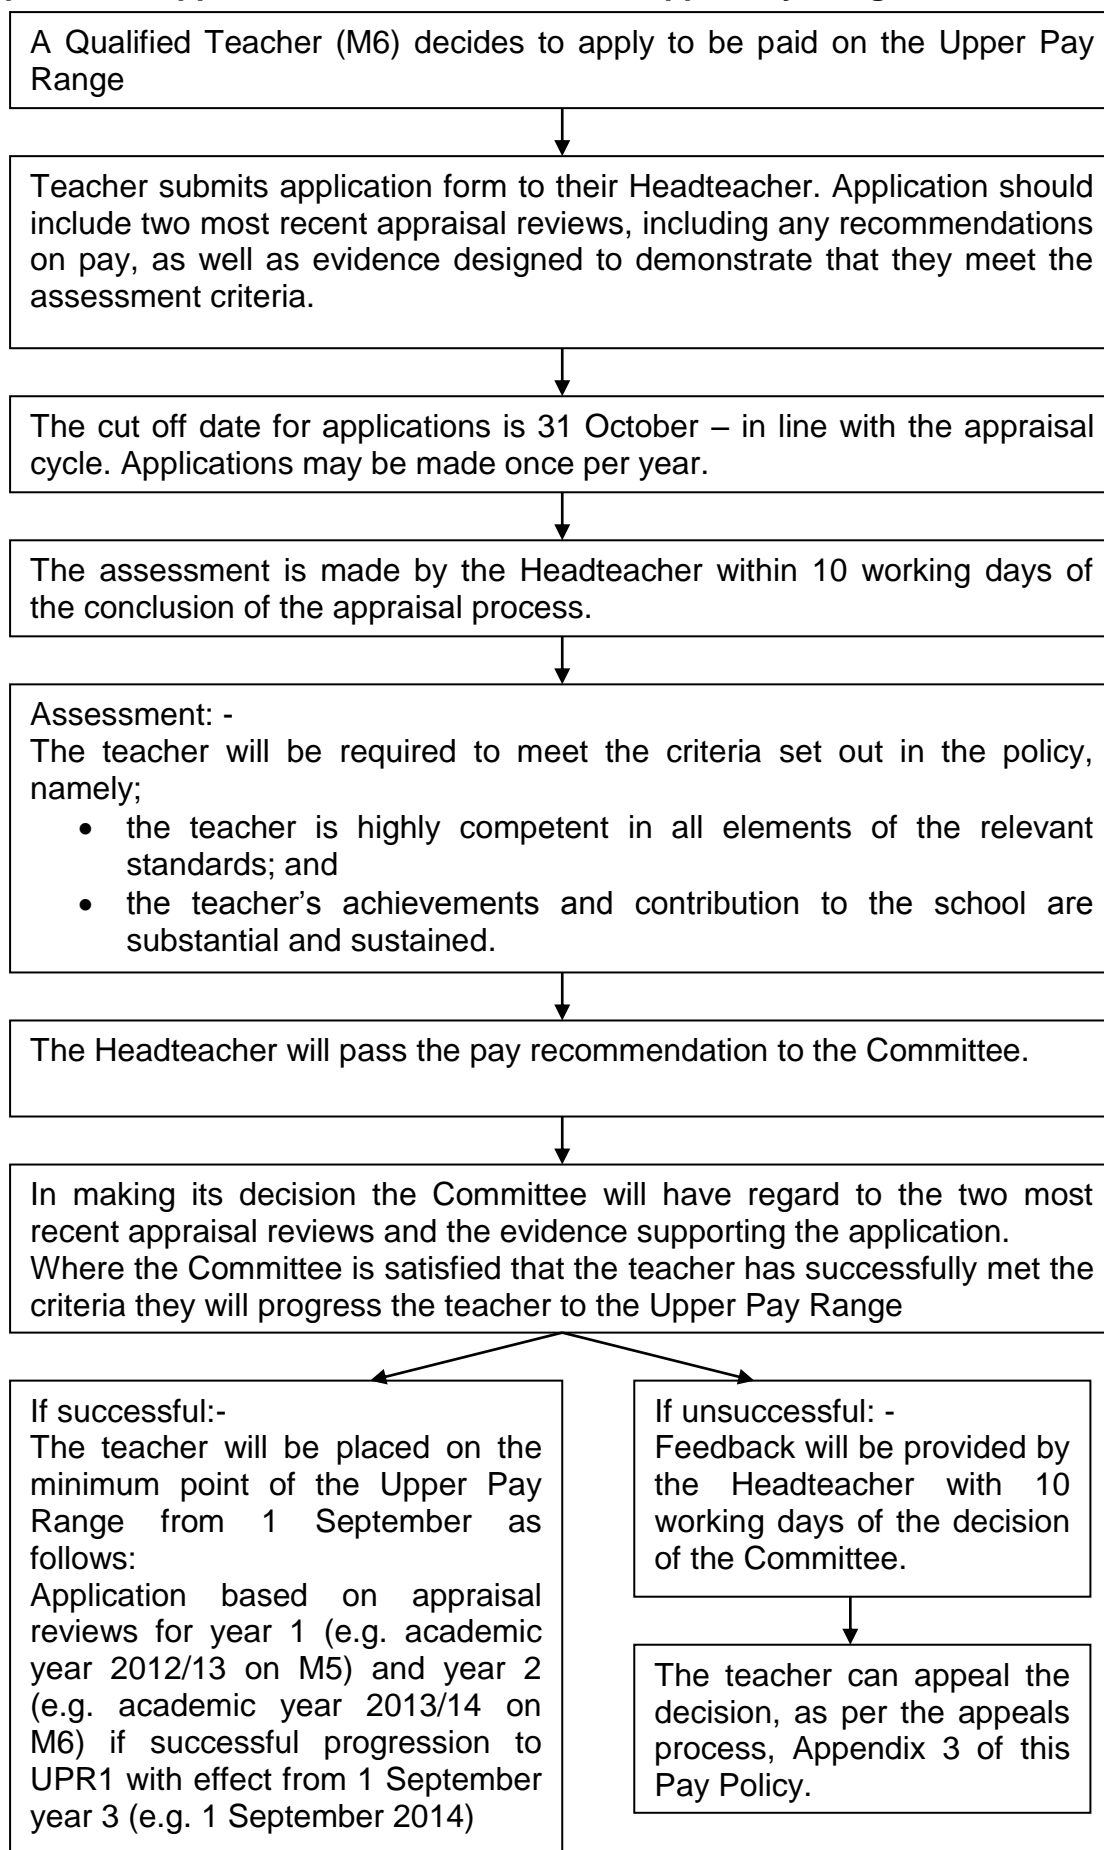 A Qualified Teacher (M6) decides to apply to be paid on the Upper Pay
Range
Teacher submits application form to their Headteacher. Application should
include two most recent appraisal reviews, including any recommendations
on pay, as well as evidence designed to demonstrate that they meet the
assessment criteria.
The cut off date for applications is 31 October – in line with the appraisal
cycle. Applications may be made once per year.
The assessment is made by the Headteacher within 10 working days of
the conclusion of the appraisal process.
Assessment: -
The teacher will be required to meet the criteria set out in the policy,
namely;
• the teacher is highly competent in all elements of the relevant
standards; and
• the teacher’s achievements and contribution to the school are
substantial and sustained.
The Headteacher will pass the pay recommendation to the Committee.
In making its decision the Committee will have regard to the two most
recent appraisal reviews and the evidence supporting the application.
Where the Committee is satisfied that the teacher has successfully met the
criteria they will progress the teacher to the Upper Pay Range
If successful:-
The teacher will be placed on the
minimum point of the Upper Pay
Range from 1 September as
follows:
Application based on appraisal
reviews for year 1 (e.g. academic
year 2012/13 on M5) and year 2
(e.g. academic year 2013/14 on
M6) if successful progression to
UPR1 with effect from 1 September
year 3 (e.g. 1 September 2014)
If unsuccessful: -
Feedback will be provided by
the Headteacher with 10
working days of the decision
of the Committee.
The teacher can appeal the
decision, as per the appeals
process, Appendix 3 of this
Pay Policy.